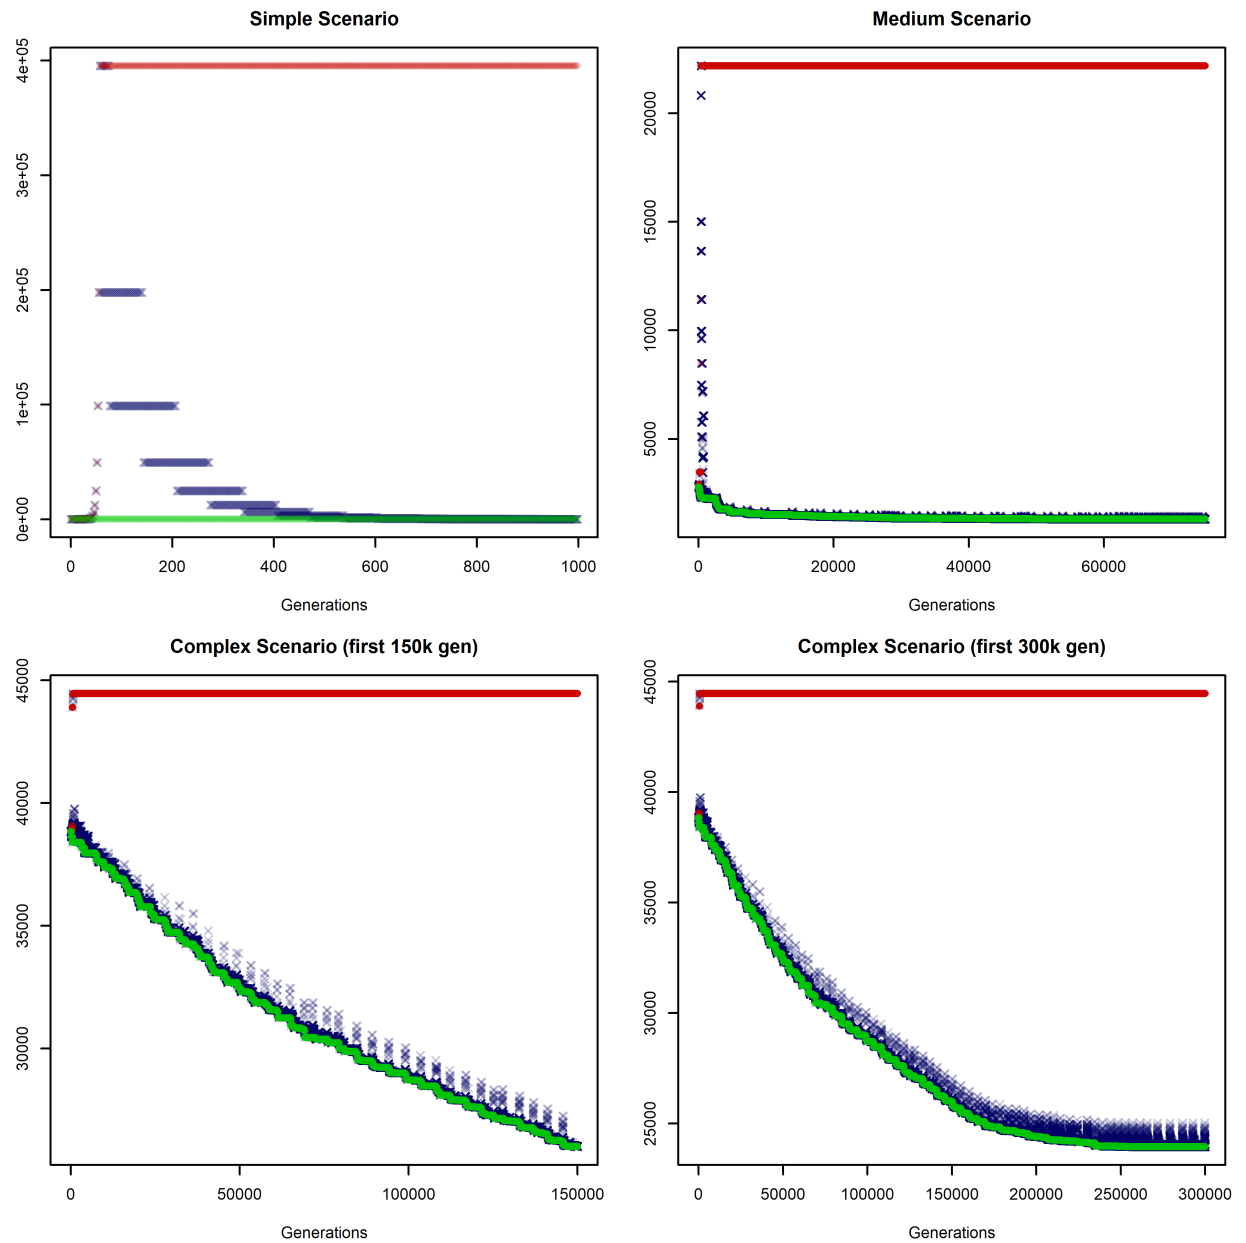 Simple Scenario
4e+05
3e+05
2e+05
1e+05
0e+00
0 200 400 600 800 1000
Generations
Medium Scenario
20000
15000
10000
5000
0 20000 40000 60000
Generations
Complex Scenario (first 150k gen)
45000
40000
35000
30000
0 50000 100000 150000
Generations
Complex Scenario (first 300k gen)
45000
40000
35000
30000
25000
0 50000 100000 150000 200000 250000 300000
Generations